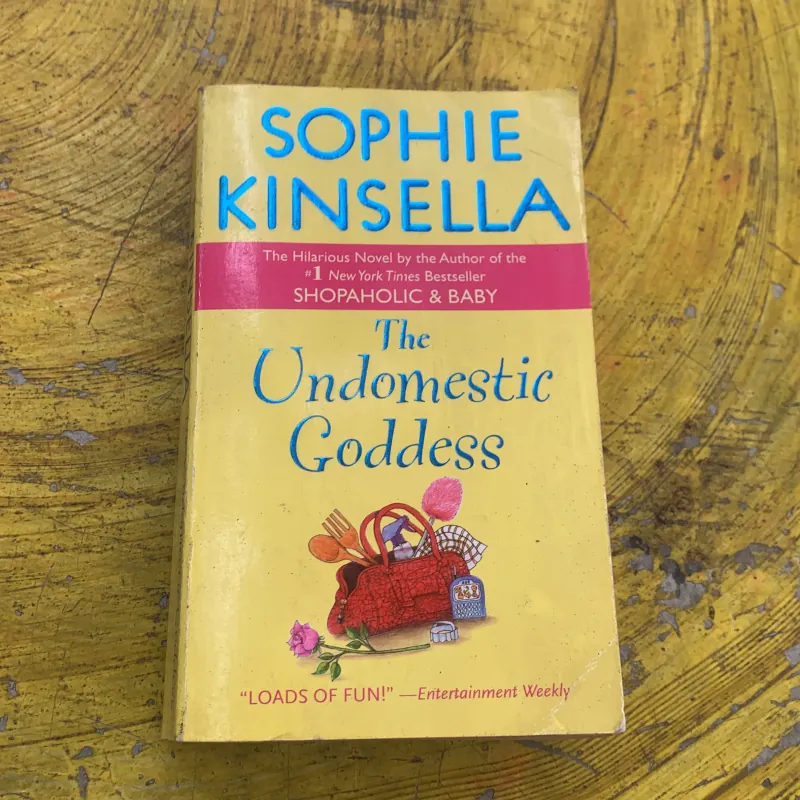 SOPHIE
KINSELLA
The Hilarious Novel by the Author of the
#1 New York Times Bestseller
SHOPAHOLIC & BABY
The
Undomestic
Goddess
“LOADS OF FUN!” —Entertainment Weekly